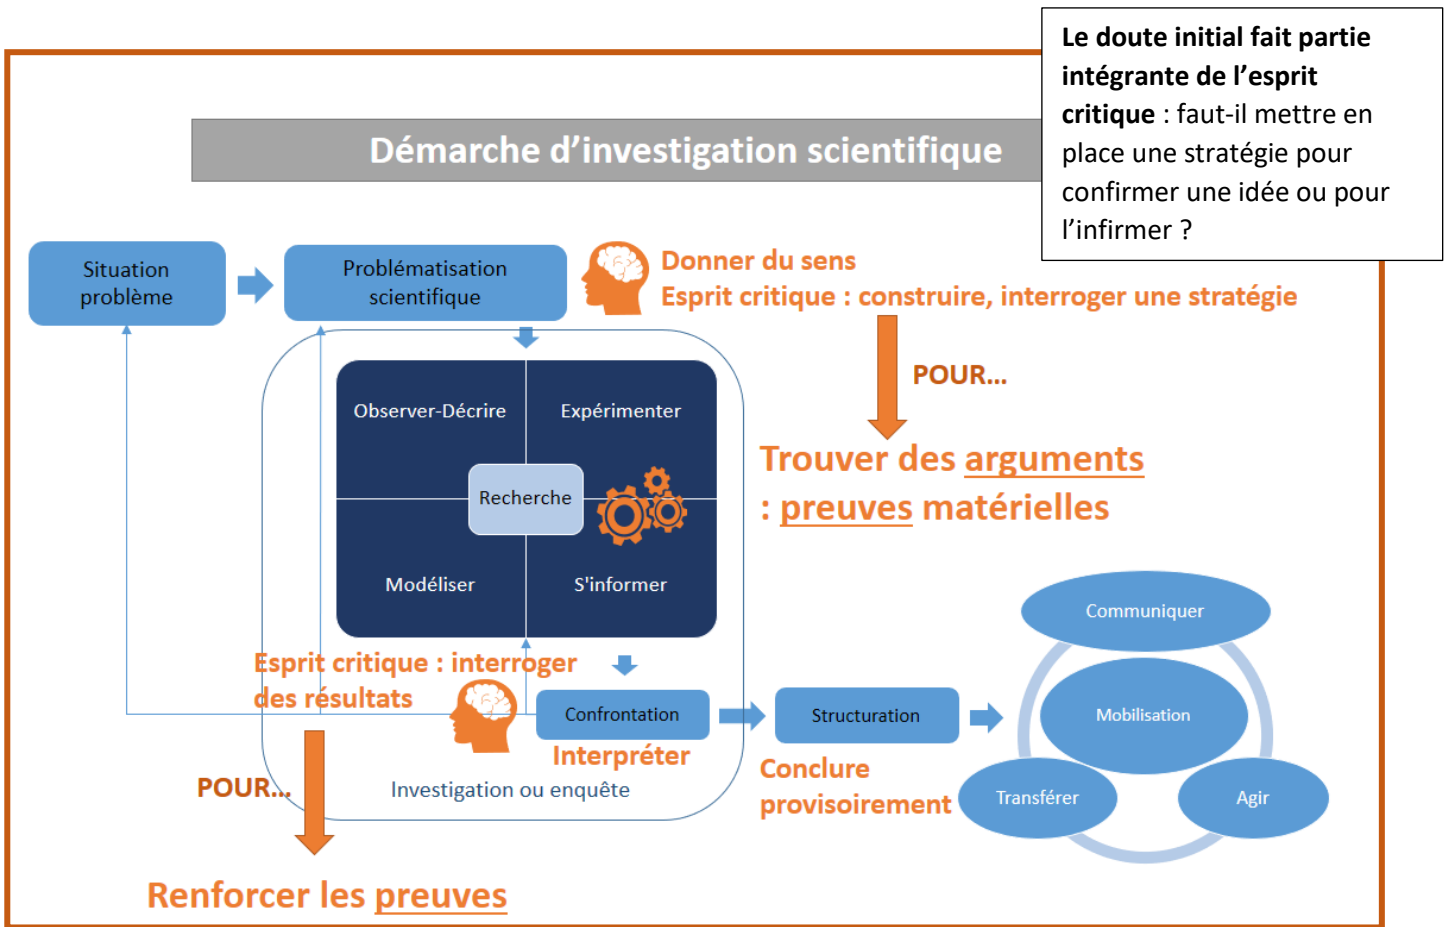 Le doute initial fait partie
intégrante de l’esprit
critique : faut-il mettre en
place une stratégie pour
confirmer une idée ou pour
l’infirmer ?
Démarche d’investigation scientifique
Situation
problème
Problématisation
scientifique
Donner du sens
Esprit critique : construire, interroger une stratégie
POUR...
Trouver des arguments
: preuves matérielles
Observer-Décrire
Expérimenter
Recherche
Modéliser
S'informer
Esprit critique : interroger
des résultats
Confrontation
Interpréter
Investigation ou enquête
POUR...
Renforcer les preuves
Structuration
Conclure
provisoirement
Communiquer
Mobilisation
Transférer
Agir